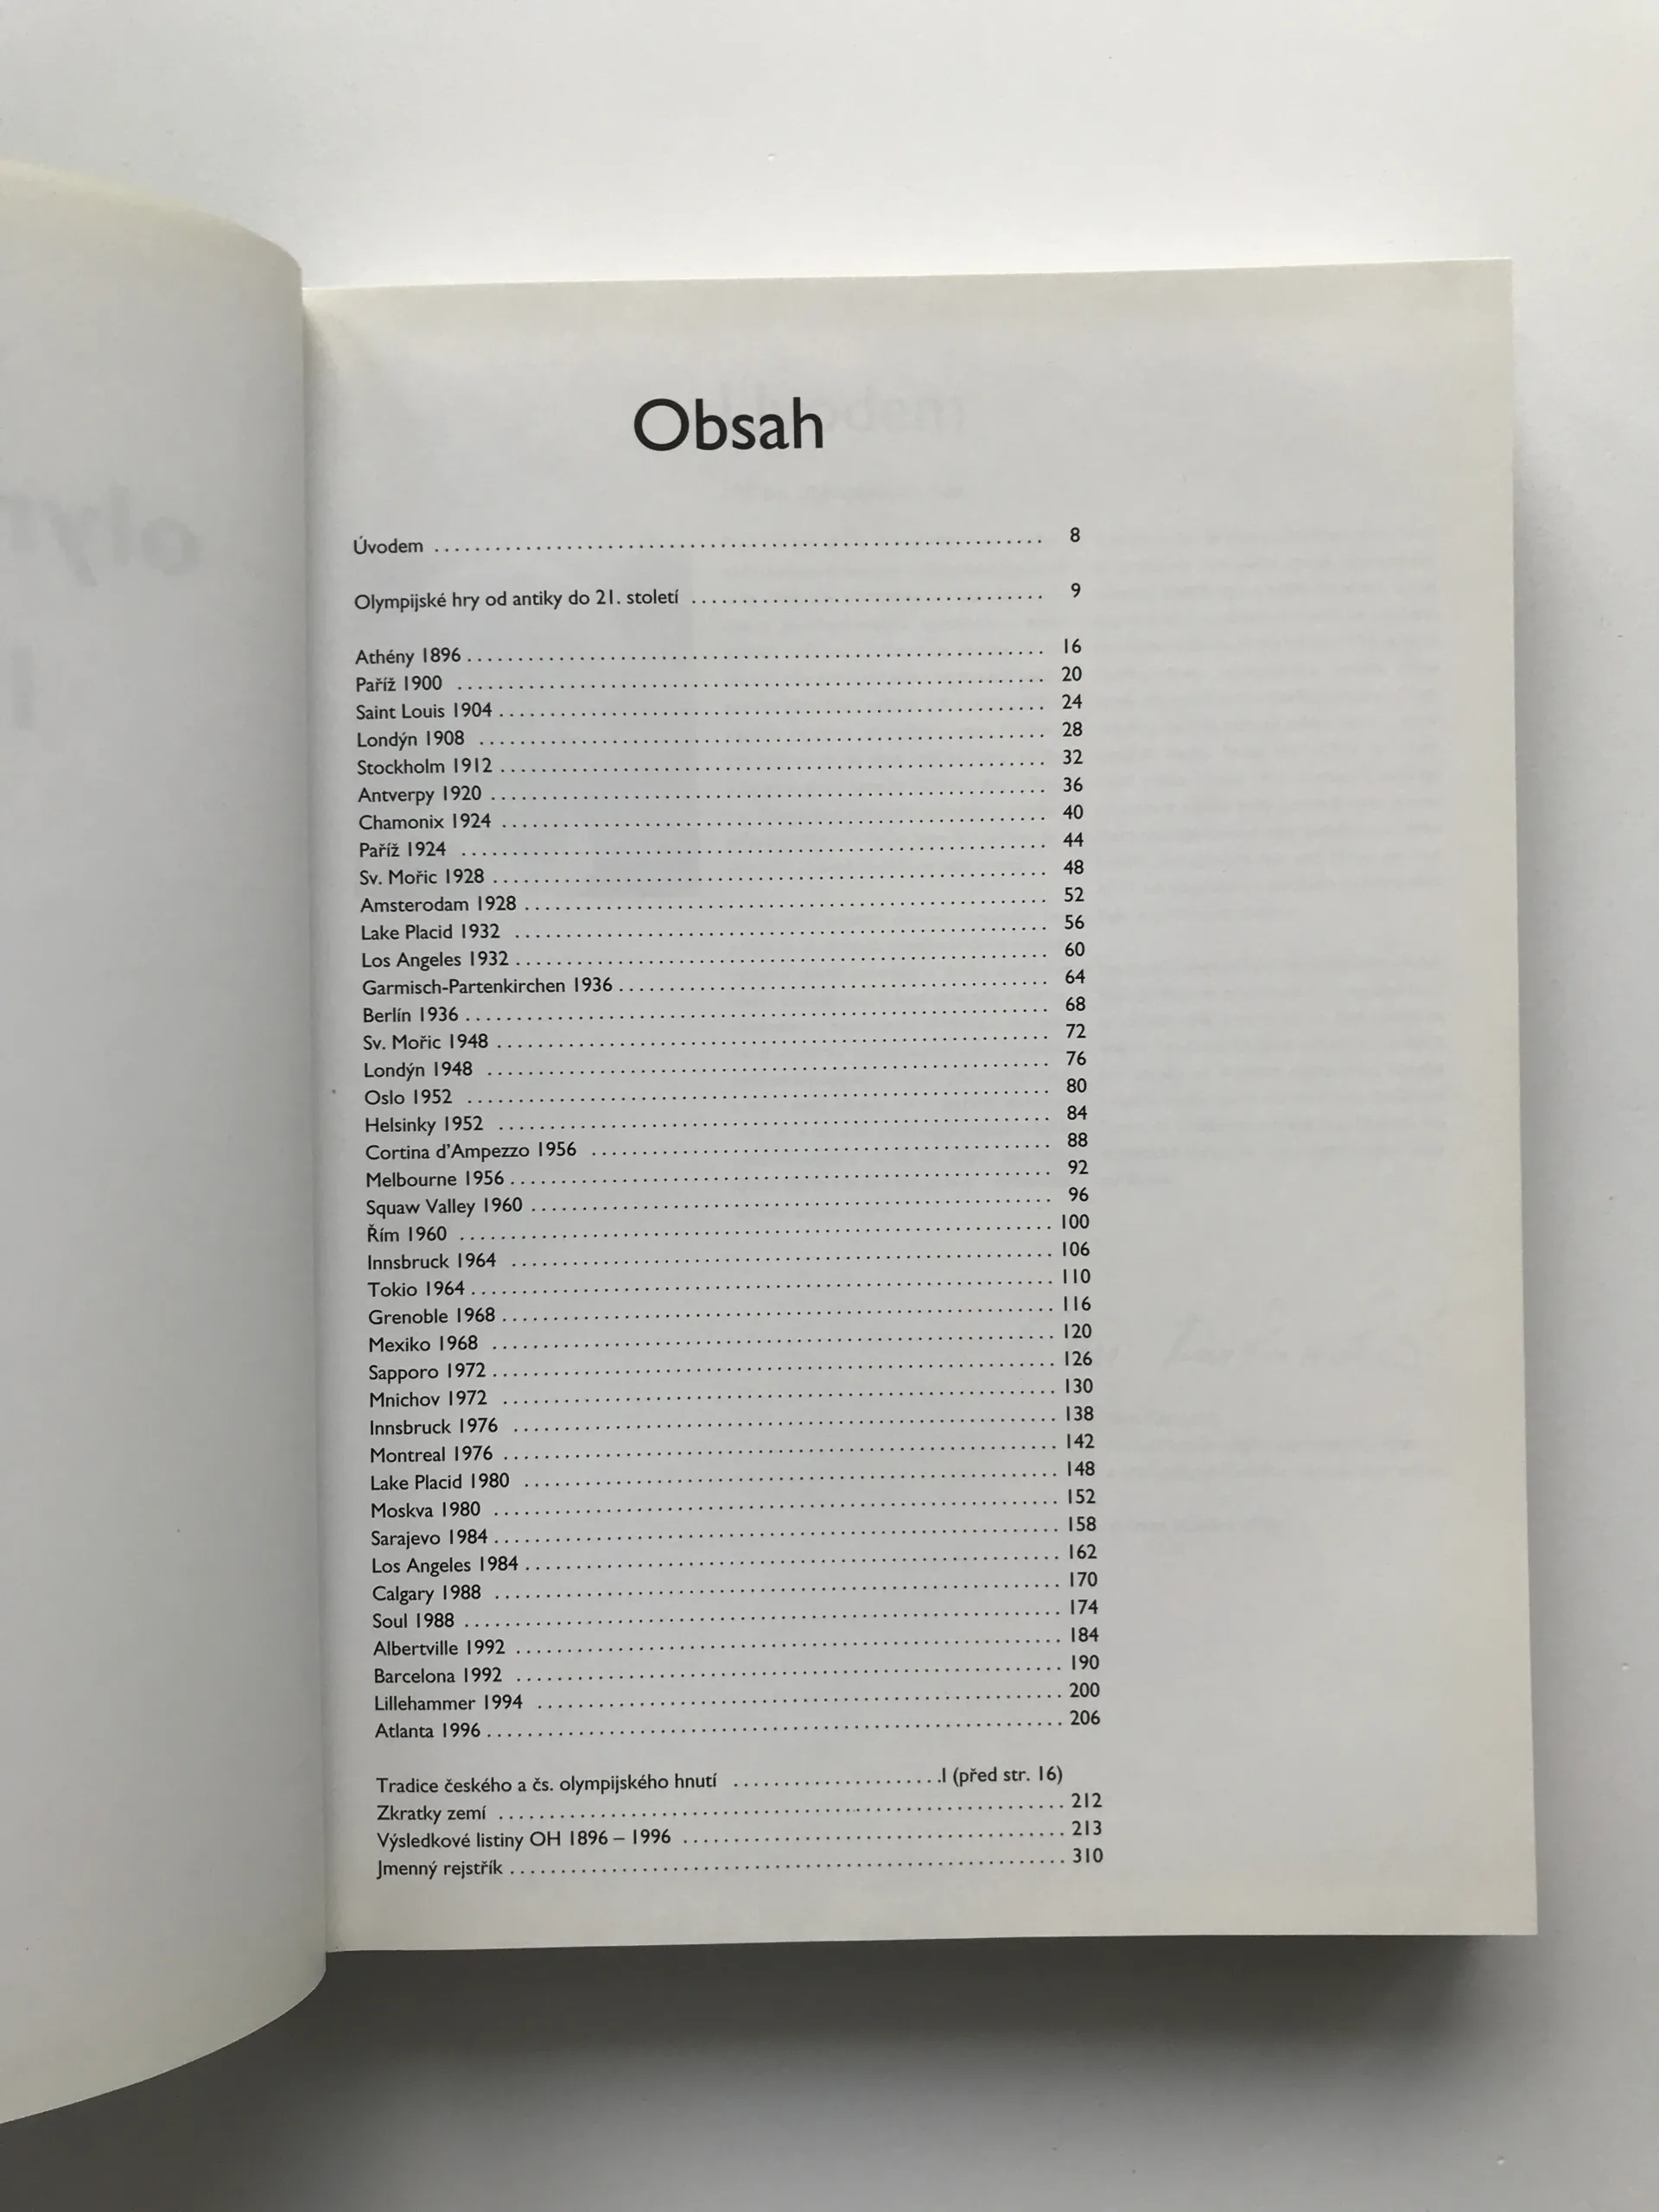 Obsah
Úvodem 8
Olympijské hry od antiky do 21. století 9
Athény 1896 16
Paříž 1900 20
Saint Louis 1904 24
Londýn 1908 28
Stockholm 1912 32
Antverpy 1920 36
Chamonix 1924 40
Paříž 1924 44
Sv. Mořic 1928 48
Amsterodam 1928 52
Lake Placid 1932 56
Los Angeles 1932 60
Garmisch-Partenkirchen 1936 64
Berlín 1936 68
Sv. Mořic 1948 72
Londýn 1948 76
Oslo 1952 80
Helsinky 1952 84
Cortina d'Ampezzo 1956 88
Melbourne 1956 92
Squaw Valley 1960 96
Řím 1960 100
Innsbruck 1964 106
Tokio 1964 110
Grenoble 1968 116
Mexiko 1968 120
Sapporo 1972 126
Mnichov 1972 130
Innsbruck 1976 138
Montreal 1976 142
Lake Placid 1980 148
Moskva 1980 152
Sarajevo 1984 158
Los Angeles 1984 162
Calgary 1988 170
Soul 1988 174
Albertville 1992 184
Barcelona 1992 190
Lillehammer 1994 200
Atlanta 1996 206
Tradice českého a čs. olympijského hnutí I (před str. 16)
Zkratky zemí 212
Výsledkové listiny OH 1896 – 1996 213
Jmenný rejstřík 310